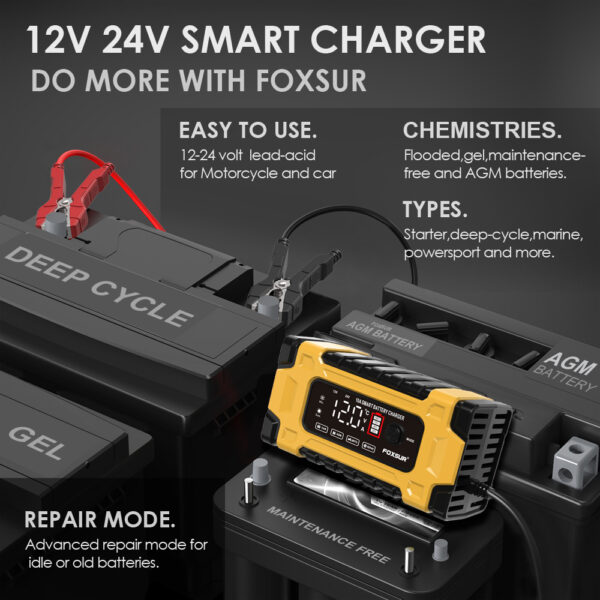 12V 24V SMART CHARGER
DO MORE WITH FOXSUR
EASY TO USE.
12-24 volt lead-acid
for Motorcycle and car
CHEMISTRIES.
Flooded,gel,maintenance-
free and AGM batteries.
TYPES.
Starter,deep-cycle,marine,
powersport and more.
DEEP CYCLE
AGM BATTERY
AGM
BATTERY
GEL
10A SMART BATTERY CHARGER
12.0
FOXSUR
MAINTENANCE FREE
REPAIR MODE.
Advanced repair mode for
idle or old batteries.